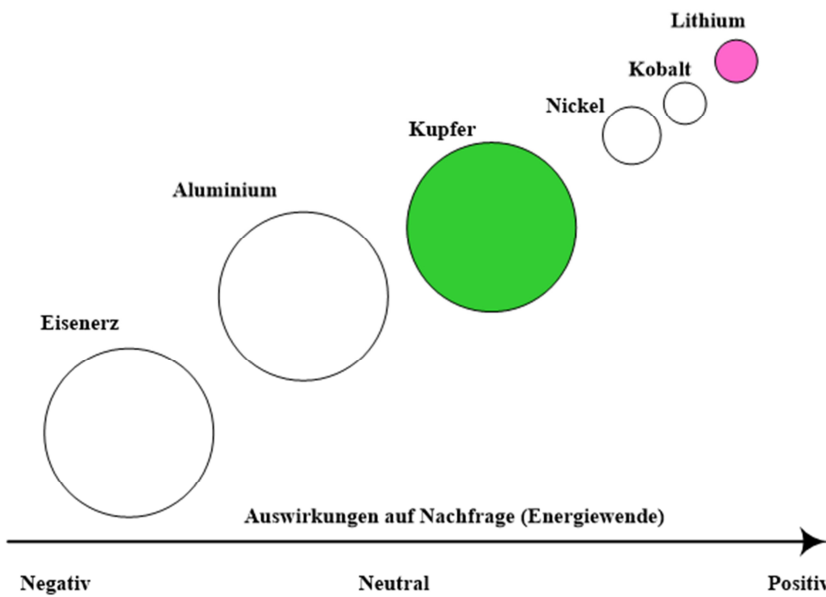 Lithium
Kobalt
Nickel
Kupfer
Aluminium
Eisenerz
Auswirkungen auf Nachfrage (Energiewende)
Negativ Neutral Positiv